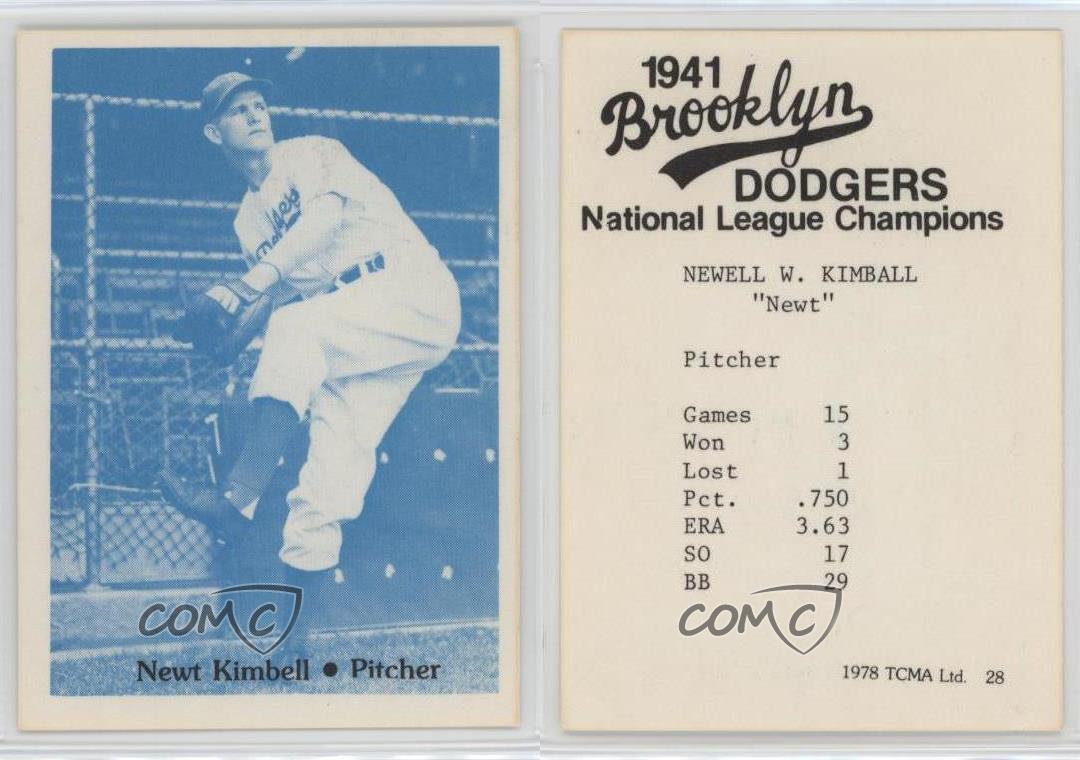 Dodgers
Newt Kimbell • Pitcher
COMC
1941
Brooklyn
DODGERS
National League Champions
NEWELL W. KIMBALL
"Newt"
Pitcher
Games 15
Won 3
Lost 1
Pct. .750
ERA 3.63
SO 17
BB 29
COMC
1978 TCMA Ltd. 28